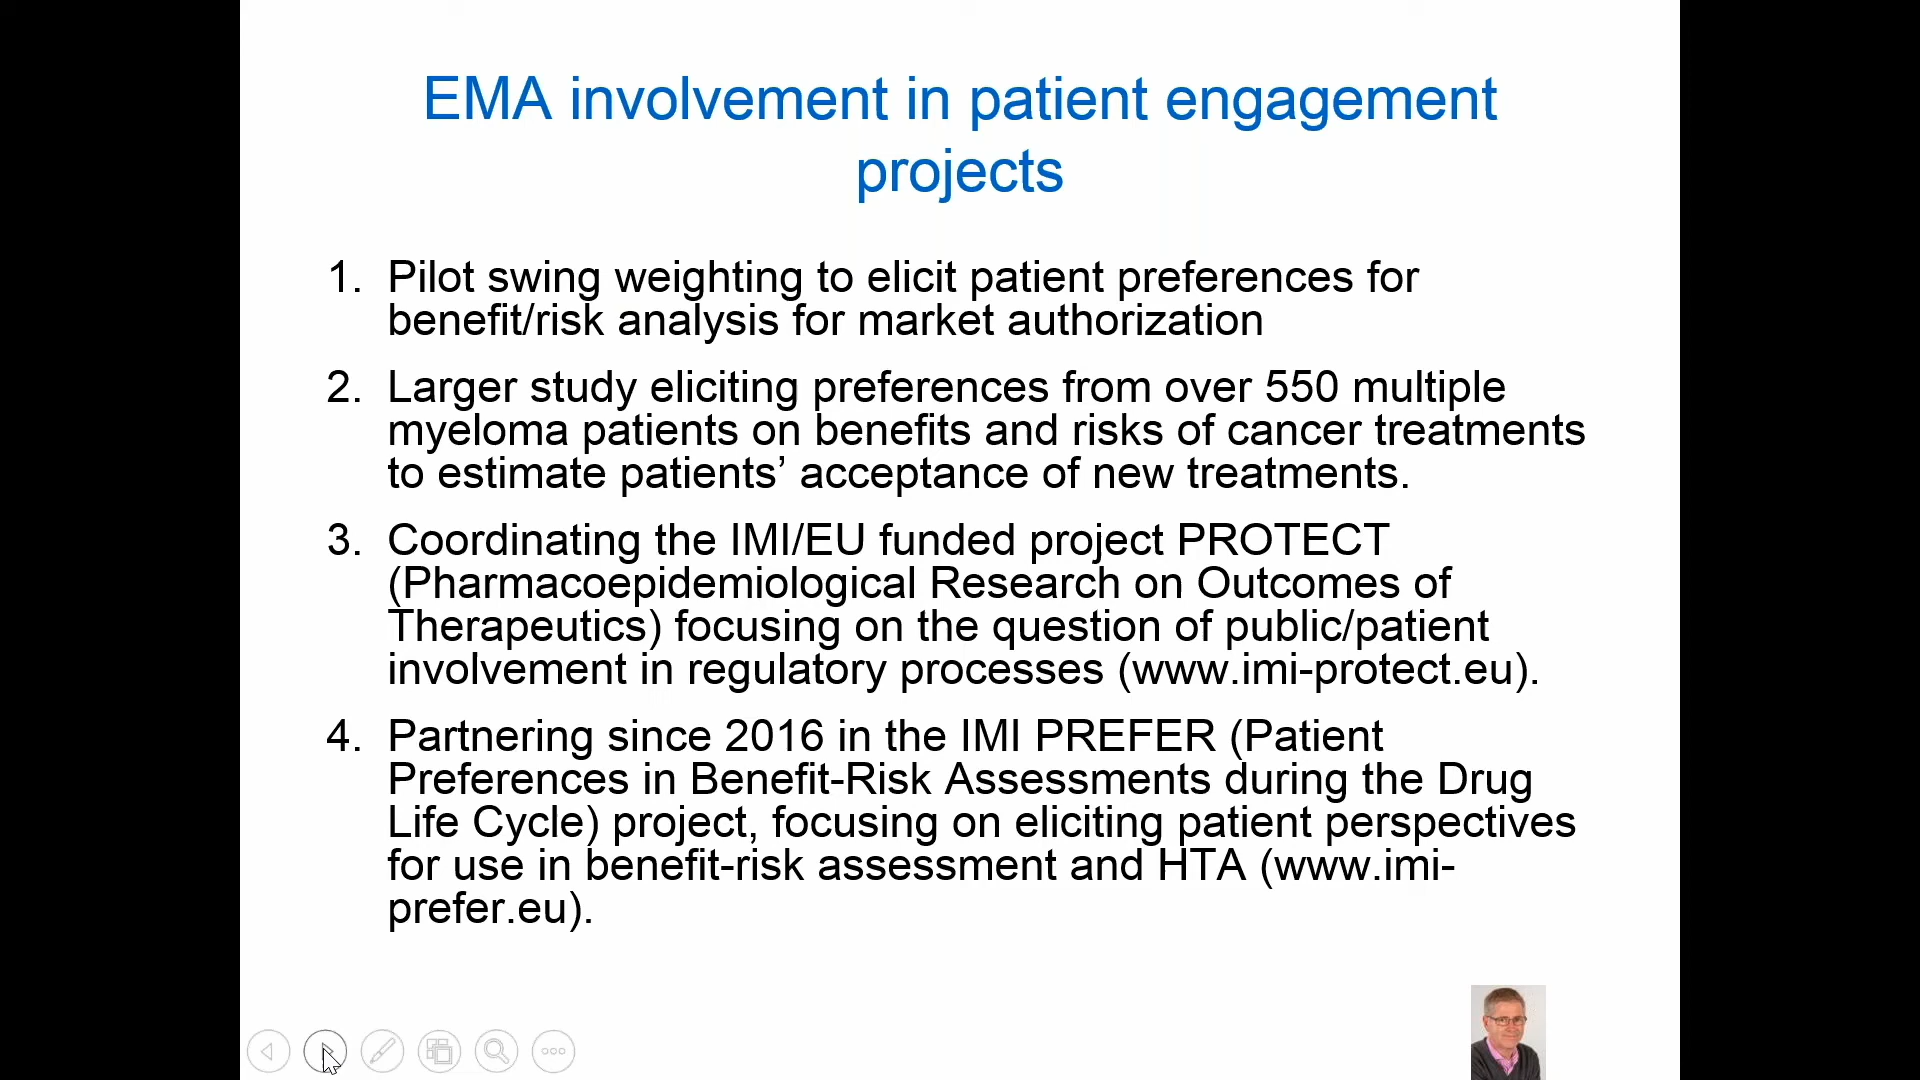 EMA involvement in patient engagement
projects
1. Pilot swing weighting to elicit patient preferences for
benefit/risk analysis for market authorization
2. Larger study eliciting preferences from over 550 multiple
myeloma patients on benefits and risks of cancer treatments
to estimate patients’ acceptance of new treatments.
3. Coordinating the IMI/EU funded project PROTECT
(Pharmacoepidemiological Research on Outcomes of
Therapeutics) focusing on the question of public/patient
involvement in regulatory processes (www.imi-protect.eu).
4. Partnering since 2016 in the IMI PREFER (Patient
Preferences in Benefit-Risk Assessments during the Drug
Life Cycle) project, focusing on eliciting patient perspectives
for use in benefit-risk assessment and HTA (www.imi-
prefer.eu).